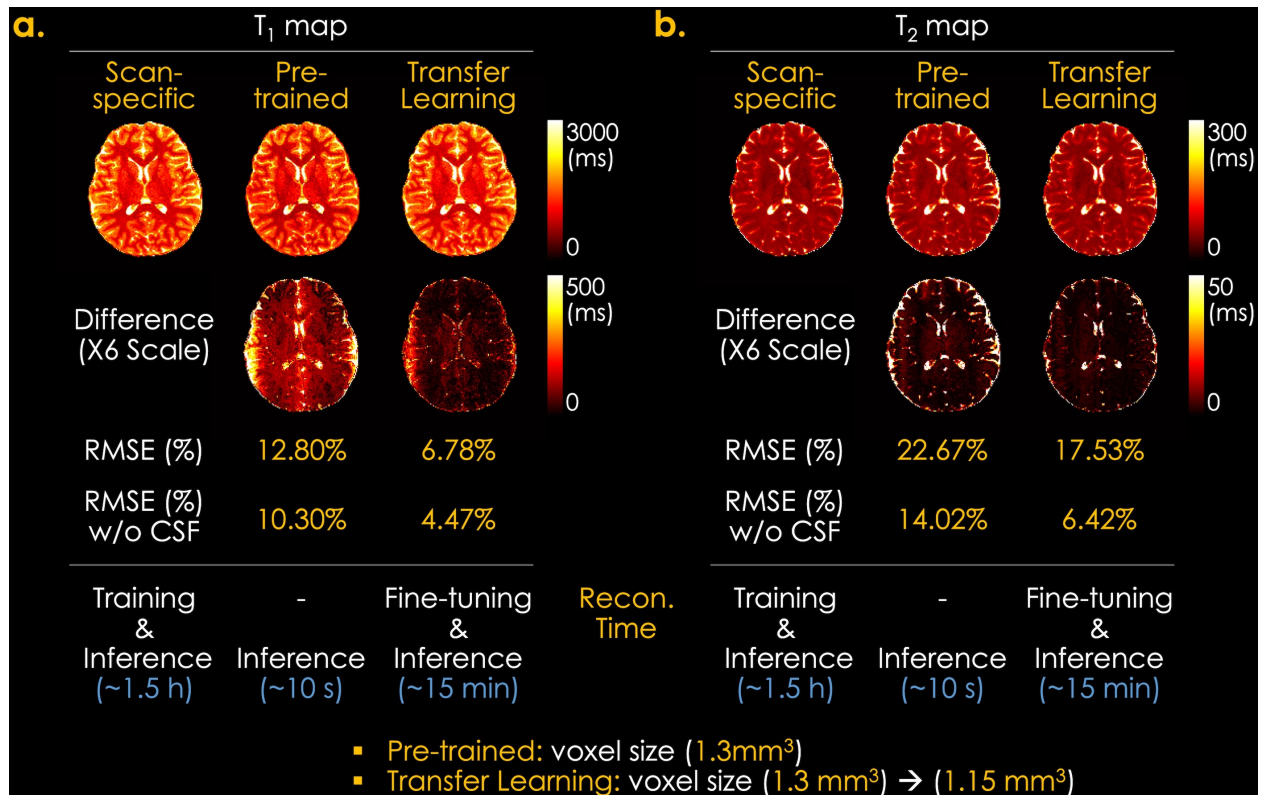 a.
T₁ map
Scan-
specific
Pre-
trained
Transfer
Learning
3000
(ms)
0
Difference
(X6 Scale)
500
(ms)
0
RMSE (%)
12.80%
6.78%
RMSE (%)
w/o CSF
10.30%
4.47%
Training
&
Inference
(~1.5 h)
-
Inference
(~10 s)
Fine-tuning
&
Inference
(~15 min)
Recon.
Time
b.
T₂ map
Scan-
specific
Pre-
trained
Transfer
Learning
300
(ms)
0
Difference
(X6 Scale)
50
(ms)
0
RMSE (%)
22.67%
17.53%
RMSE (%)
w/o CSF
14.02%
6.42%
Training
&
Inference
(~1.5 h)
-
Inference
(~10 s)
Fine-tuning
&
Inference
(~15 min)
▪ Pre-trained: voxel size (1.3mm³)
▪ Transfer Learning: voxel size (1.3 mm³) → (1.15 mm³)